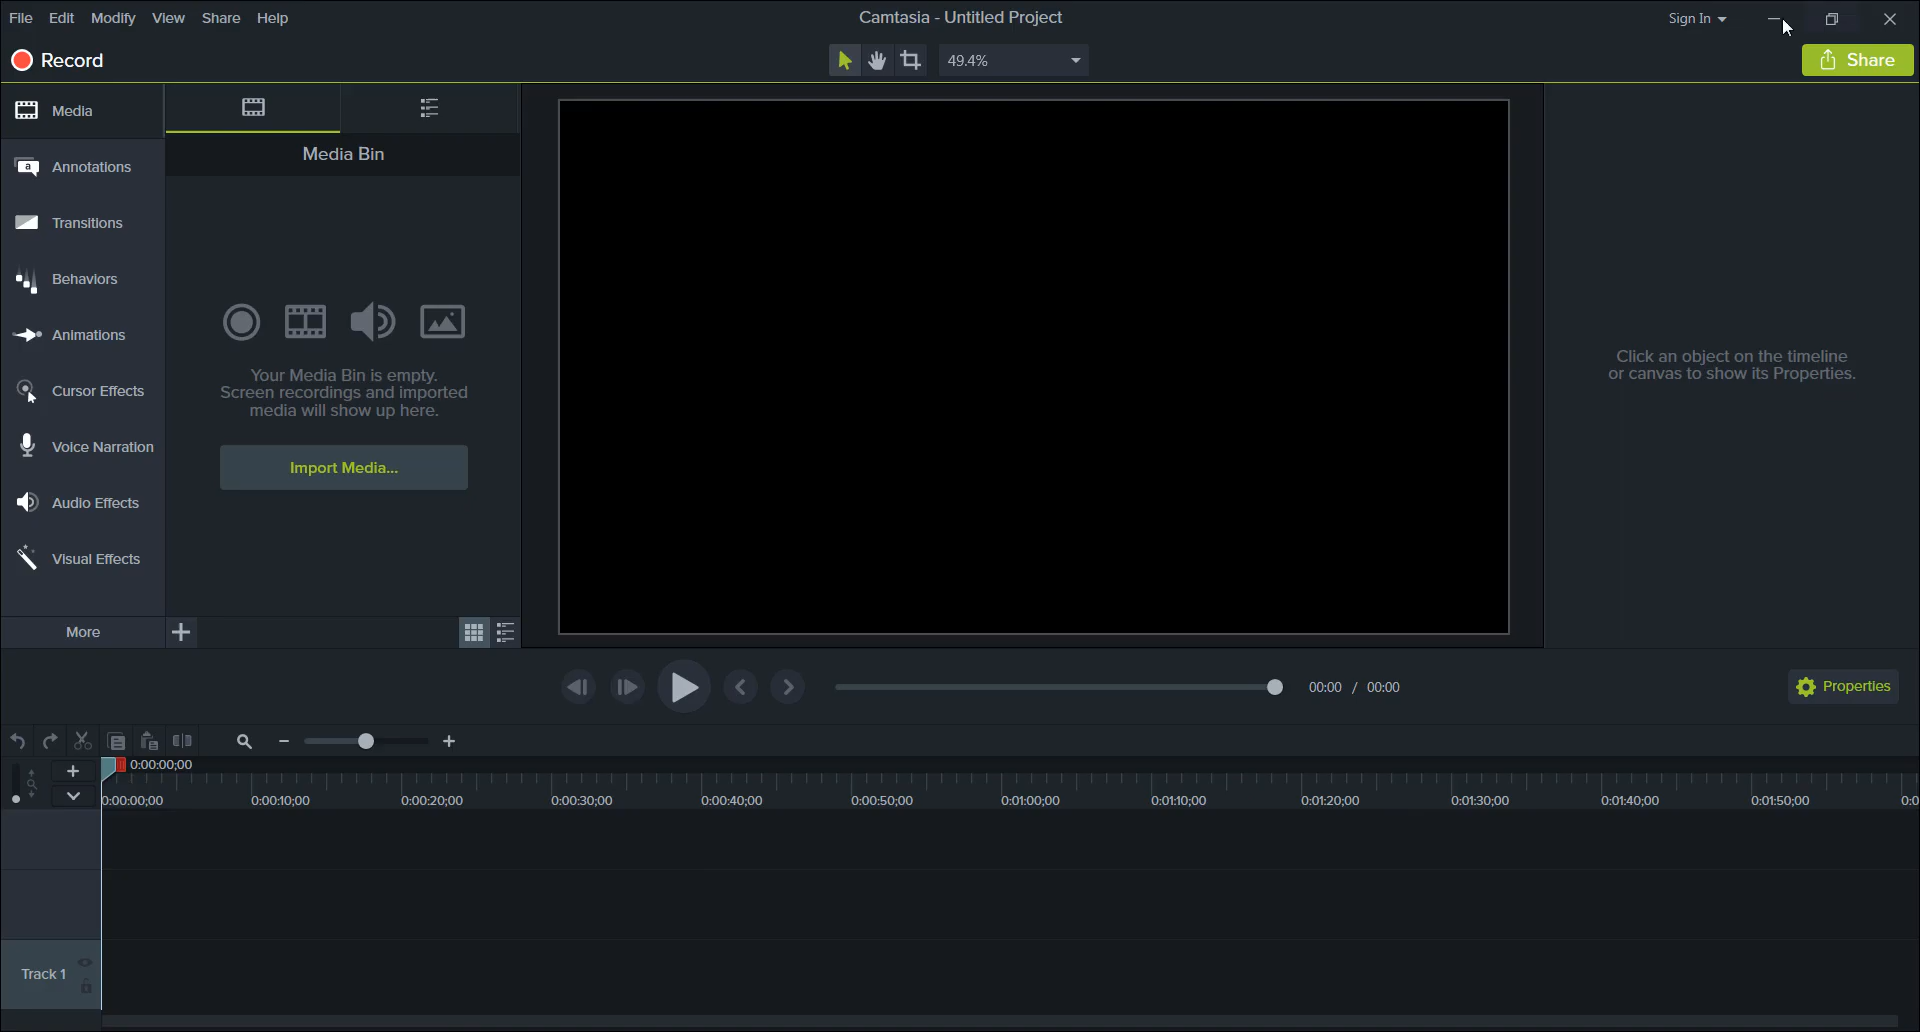 File Edit Modify View Share Help
Camtasia - Untitled Project
Sign In
Record
49.4%
Share
Media
Annotations
Transitions
Behaviors
Animations
Cursor Effects
Voice Narration
Audio Effects
Visual Effects
More
Media Bin
Your Media Bin is empty.
Screen recordings and imported
media will show up here.
Import Media...
Click an object on the timeline
or canvas to show its Properties.
00:00 / 00:00
Properties
0:00:00;00
0:00:00;00 0:00:10;00 0:00:20;00 0:00:30;00 0:00:40;00 0:00:50;00 0:01:00;00 0:01:10;00 0:01:20;00 0:01:30;00 0:01:40;00 0:01:50;00 0:0
Track 1